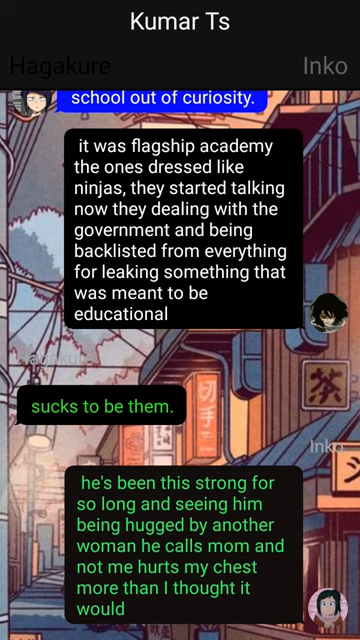 Kumar Ts
Hagakure
Inko
school out of curiosity.
it was flagship academy
the ones dressed like
ninjas, they started talking
now they dealing with the
government and being
backlisted from everything
for leaking something that
was meant to be
educational
Hagakure
切手
茶
sucks to be them.
Inko
he's been this strong for
so long and seeing him
being hugged by another
woman he calls mom and
not me hurts my chest
more than I thought it
would